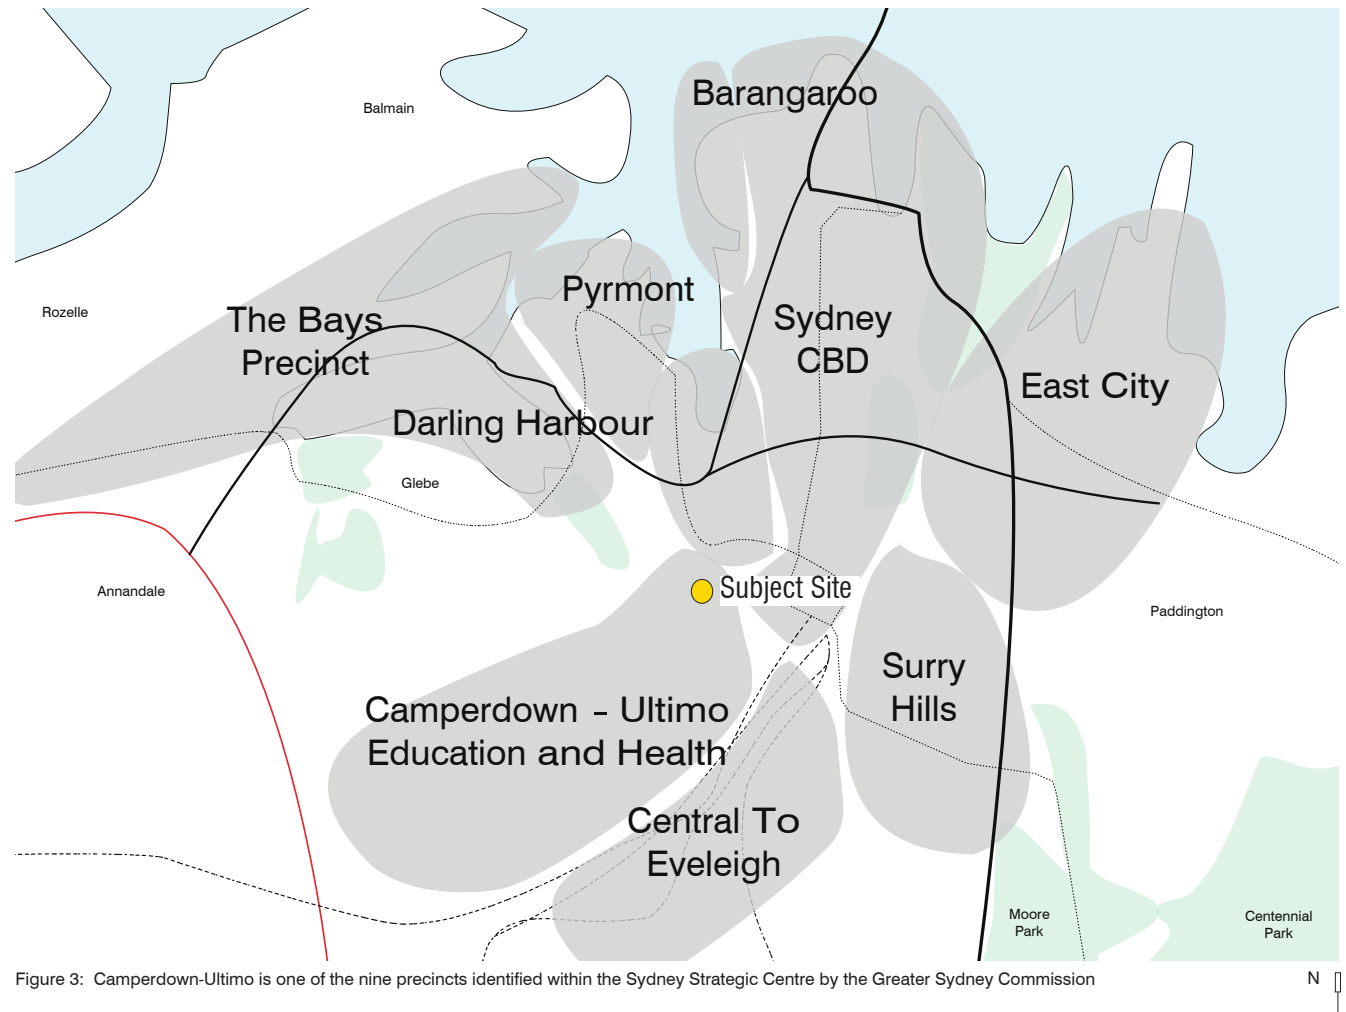 Barangaroo
Balmain
Pyrmont
Rozelle
The Bays
Precinct
Sydney
CBD
East City
Darling Harbour
Glebe
Annandale
Subject Site
Paddington
Surry
Hills
Camperdown - Ultimo
Education and Health
Central To
Eveleigh
Moore
Park
Centennial
Park
Figure 3: Camperdown-Ultimo is one of the nine precincts identified within the Sydney Strategic Centre by the Greater Sydney Commission
N